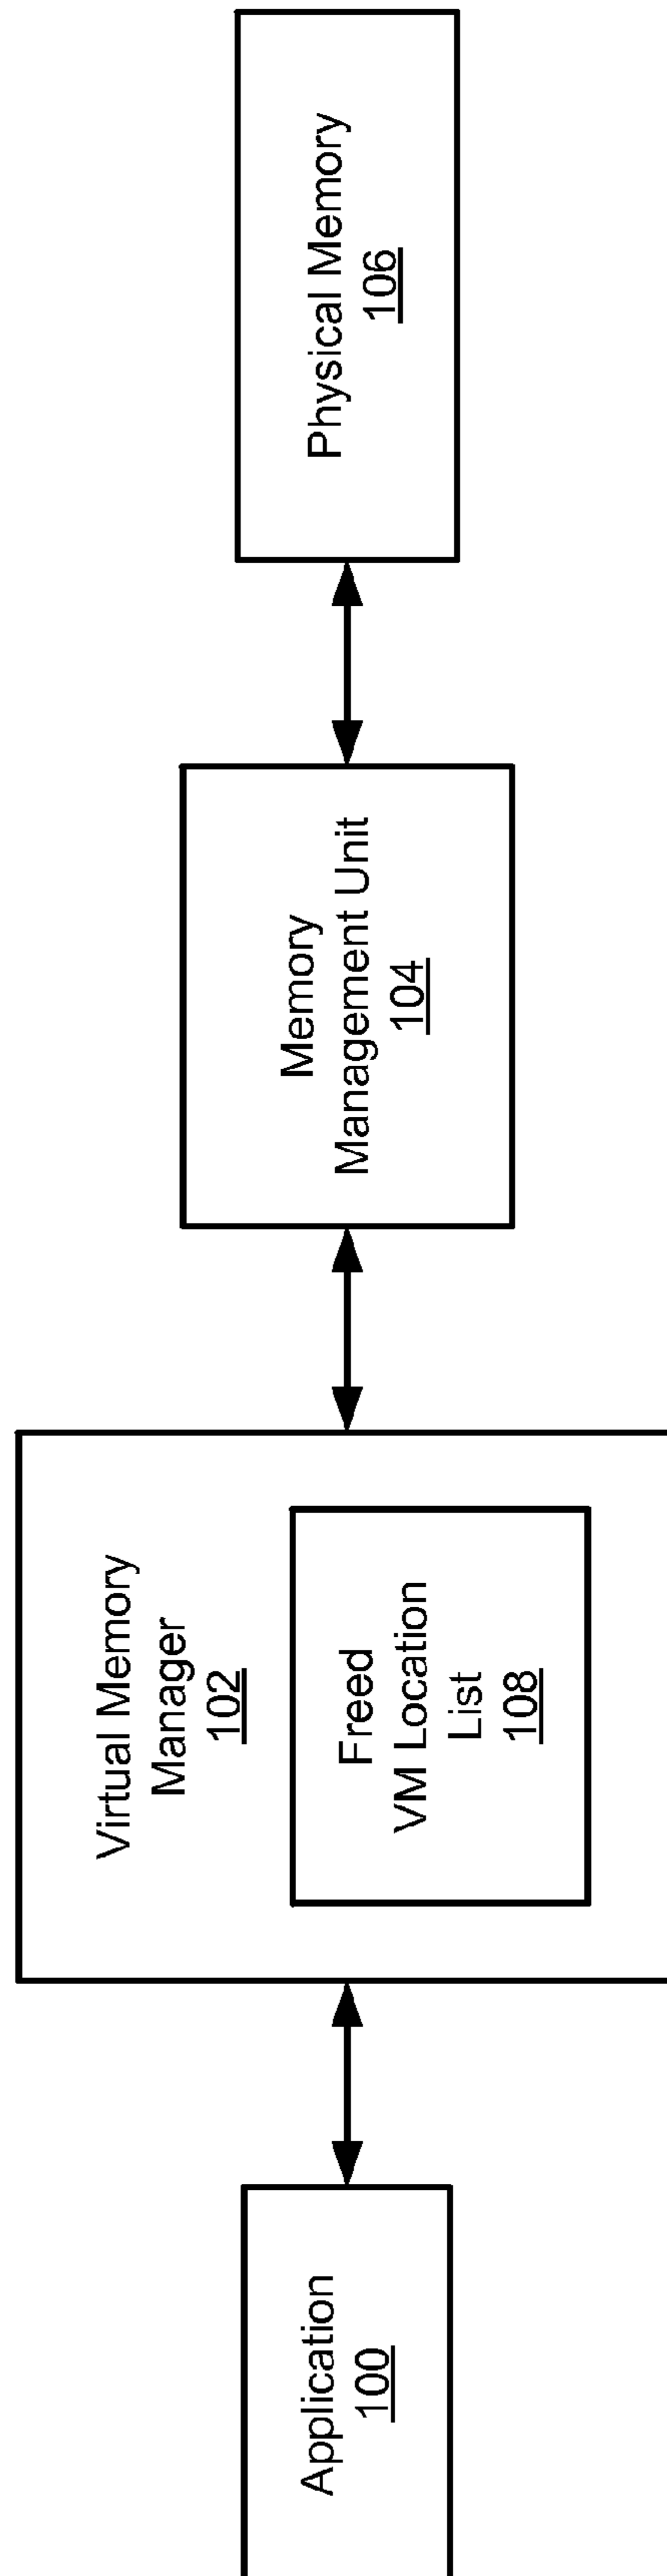 Application
100
Virtual Memory
Manager
102
Freed
VM Location
List
108
Memory
Management Unit
104
Physical Memory
106